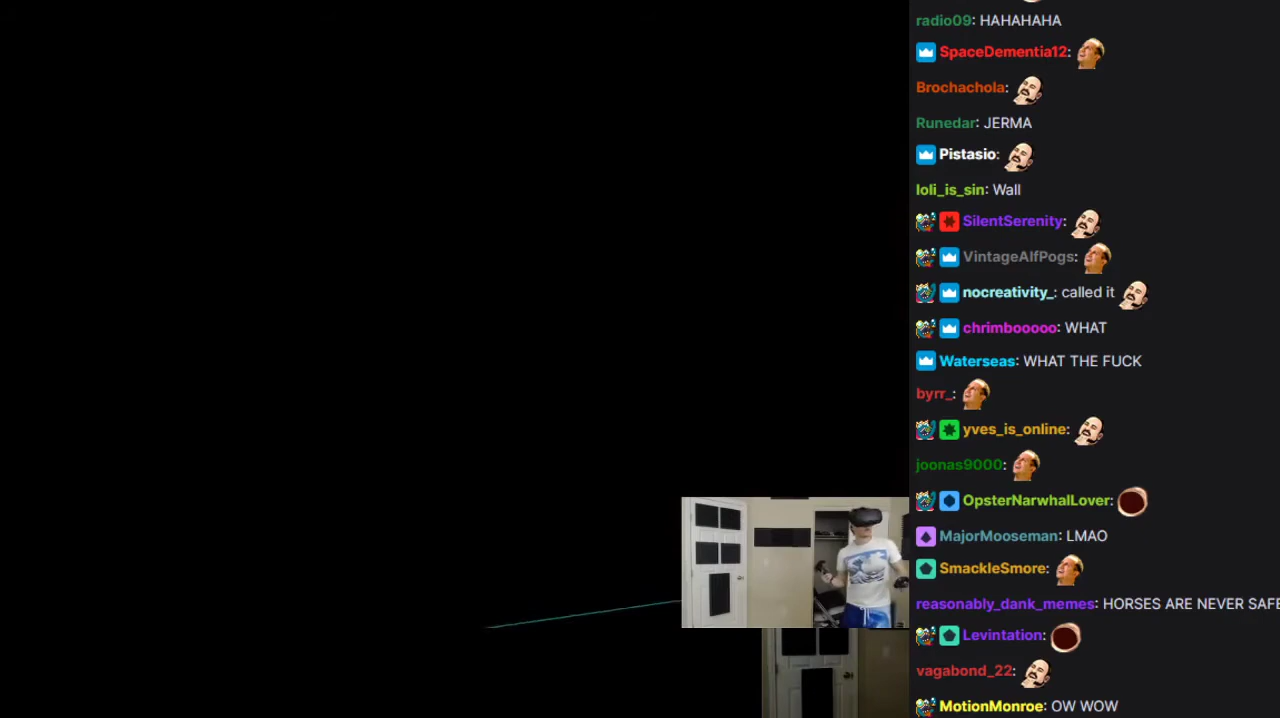 radio09: HAHAHAHA
SpaceDementia12:
Brochachola:
Runedar: JERMA
Pistasio:
loli_is_sin: Wall
SilentSerenity:
VintageAlfPogs:
nocreativity_: called it
chrimbooooo: WHAT
Waterseas: WHAT THE FUCK
byrr_:
yves_is_online:
joonas9000:
OpsterNarwhalLover:
MajorMooseman: LMAO
SmackleSmore:
reasonably_dank_memes: HORSES ARE NEVER SAFE
Levintation:
vagabond_22:
MotionMonroe: OW WOW